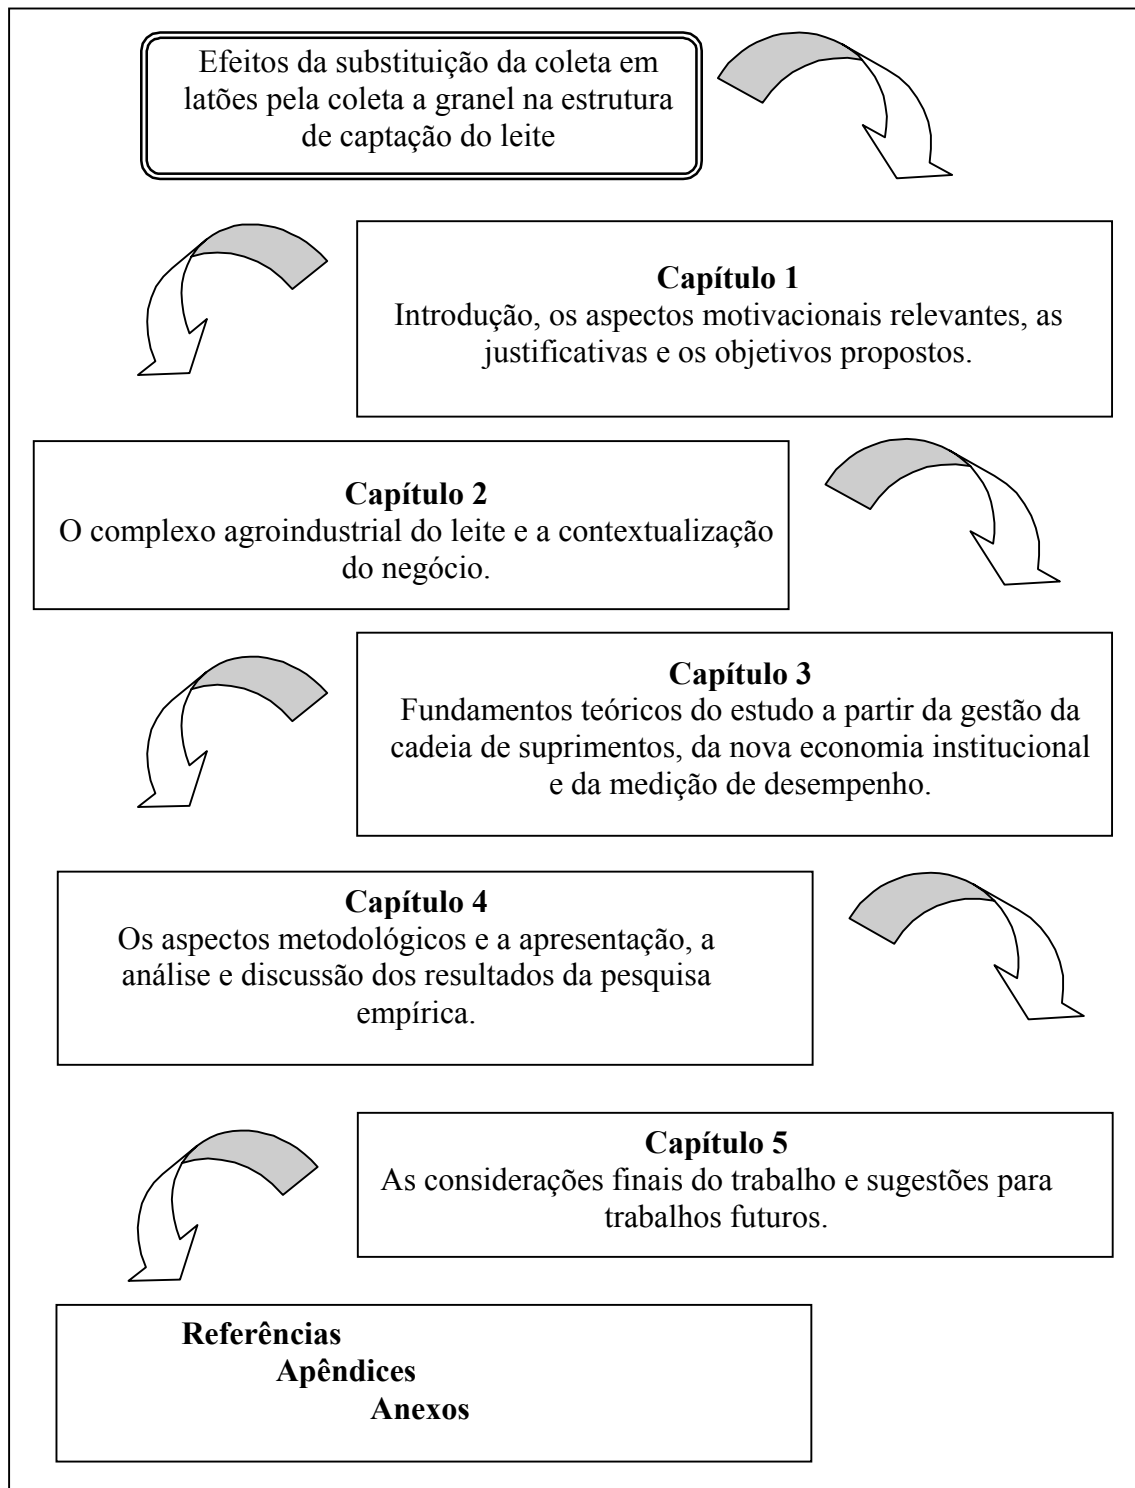 Efeitos da substituição da coleta em
latões pela coleta a granel na estrutura
de captação do leite
Capítulo 1
Introdução, os aspectos motivacionais relevantes, as
justificativas e os objetivos propostos.
Capítulo 2
O complexo agroindustrial do leite e a contextualização
do negócio.
Capítulo 3
Fundamentos teóricos do estudo a partir da gestão da
cadeia de suprimentos, da nova economia institucional
e da medição de desempenho.
Capítulo 4
Os aspectos metodológicos e a apresentação, a
análise e discussão dos resultados da pesquisa
empírica.
Capítulo 5
As considerações finais do trabalho e sugestões para
trabalhos futuros.
Referências
Apêndices
Anexos